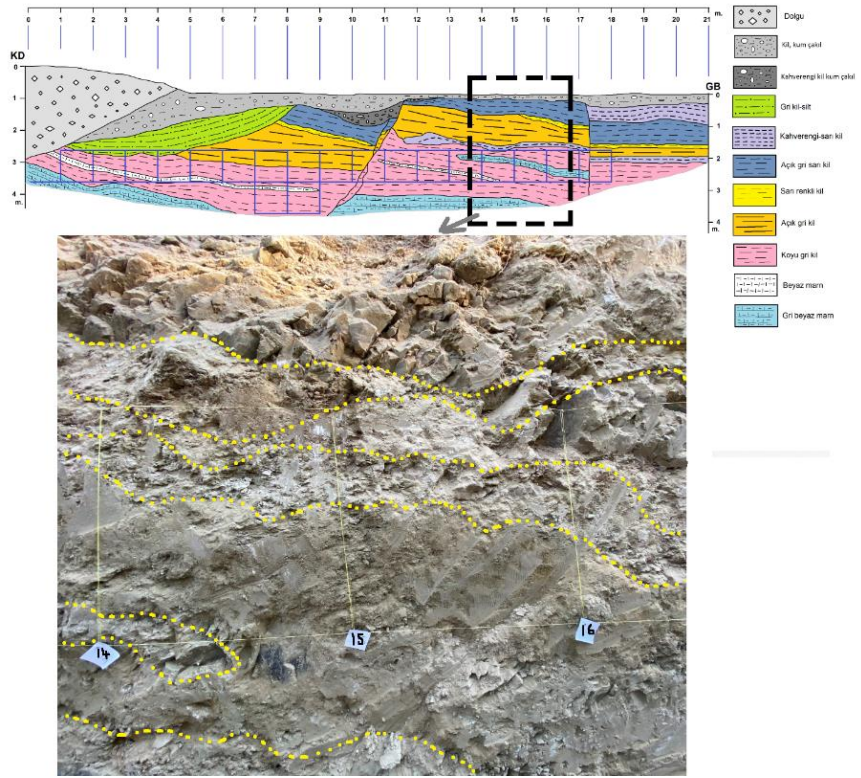 0 1 2 3 4 5 6 7 8 9 10 11 12 13 14 15 16 17 18 19 20 21 m.
KD
GB
0
1
2
3
4
m.
0
1
2
3
4
m.
Dolgu
Kil, kum çakıl
Kahverengi kil kum çakıl
Gri kil-silt
Kahverengi-sarı kil
Açık gri sarı kil
Sarı renkli kil
Açık gri kil
Koyu gri kil
Beyaz marn
Gri beyaz marn
14
15
16